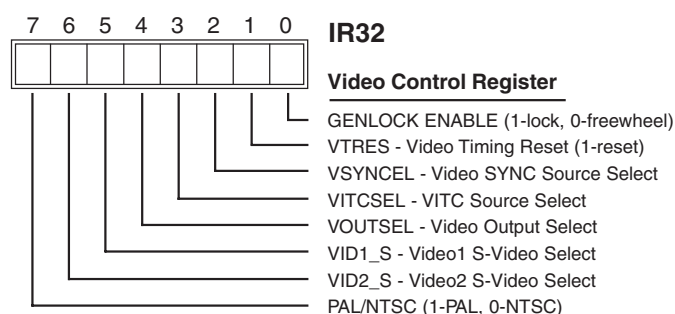 7 6 5 4 3 2 1 0
IR32
Video Control Register
GENLOCK ENABLE (1-lock, 0-freewheel)
VTRES - Video Timing Reset (1-reset)
VSYNCEL - Video SYNC Source Select
VITCSEL - VITC Source Select
VOUTSEL - Video Output Select
VID1_S - Video1 S-Video Select
VID2_S - Video2 S-Video Select
PAL/NTSC (1-PAL, 0-NTSC)